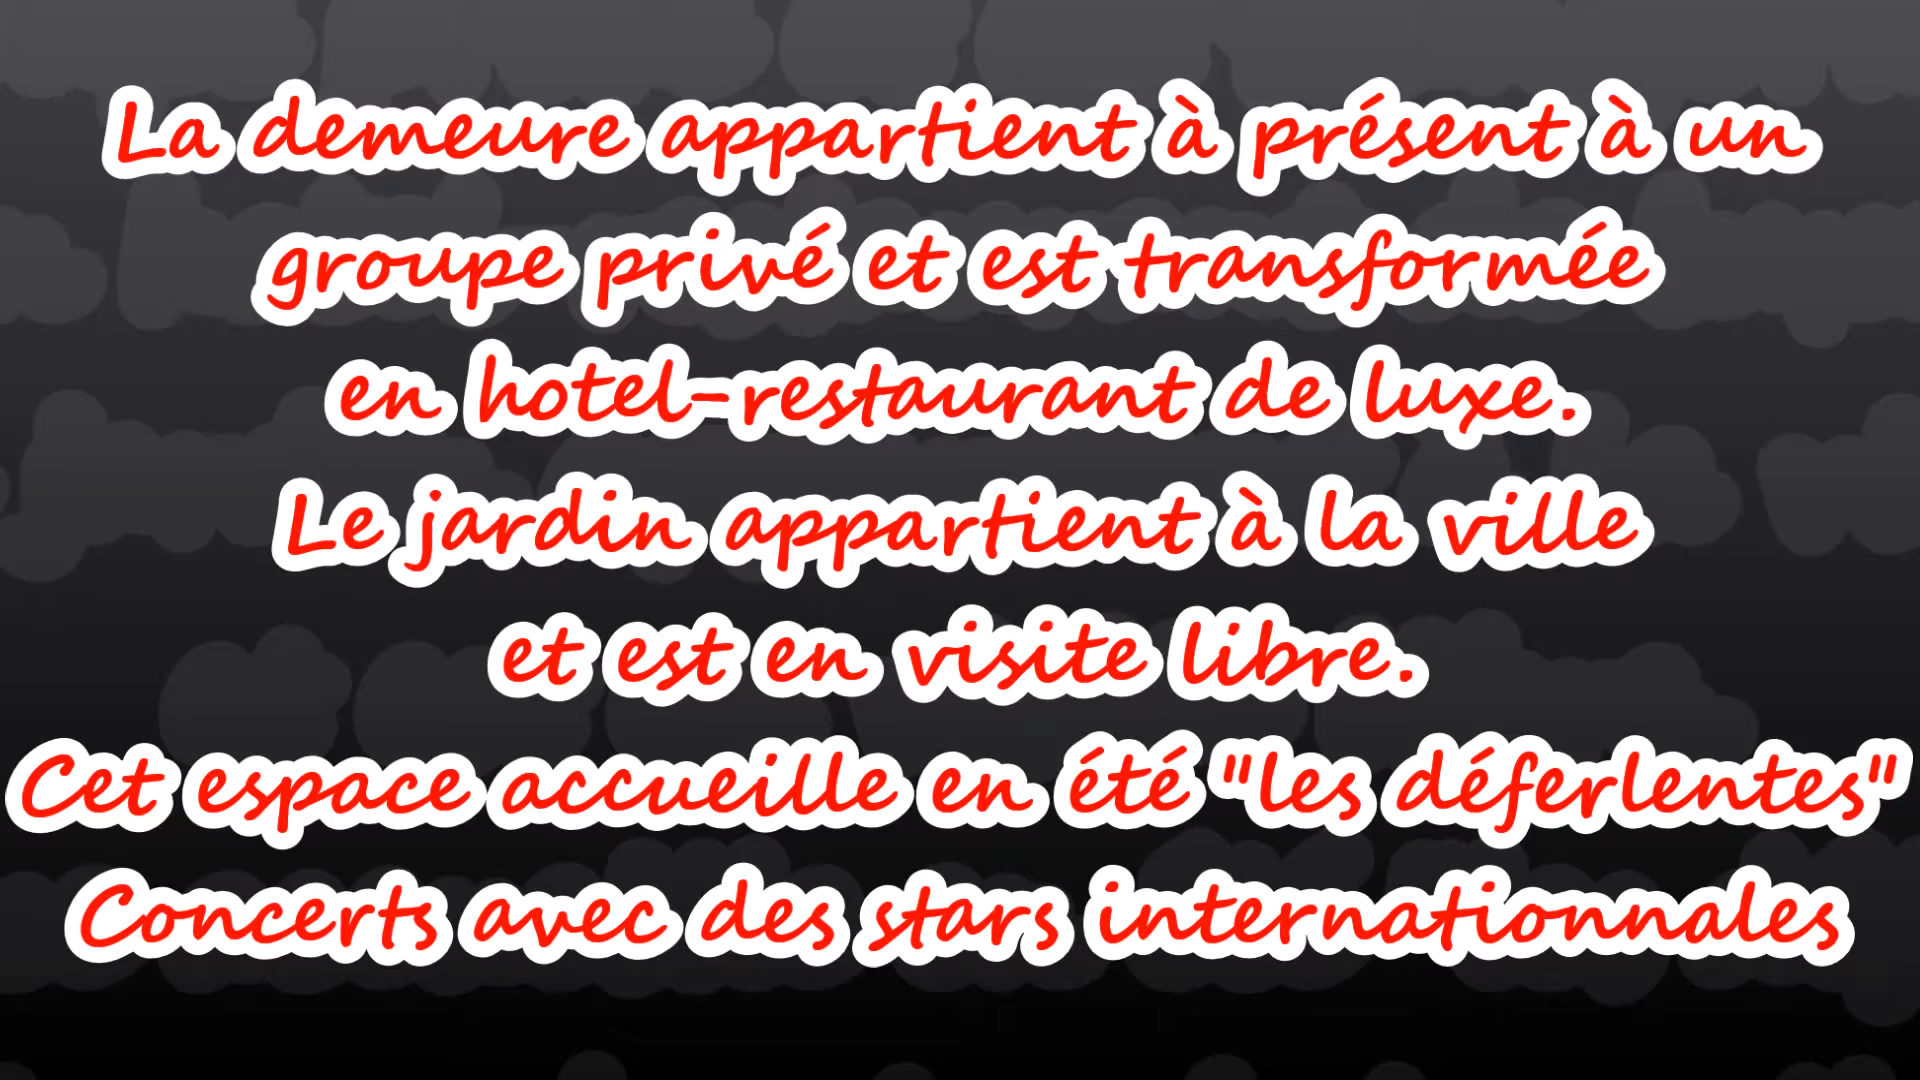 La demeure appartient à présent à un
groupe privé et est transformée
en hotel-restaurant de luxe.
Le jardin appartient à la ville
et est en visite libre.
Cet espace accueille en été "les déferlentes"
Concerts avec des stars internationnales